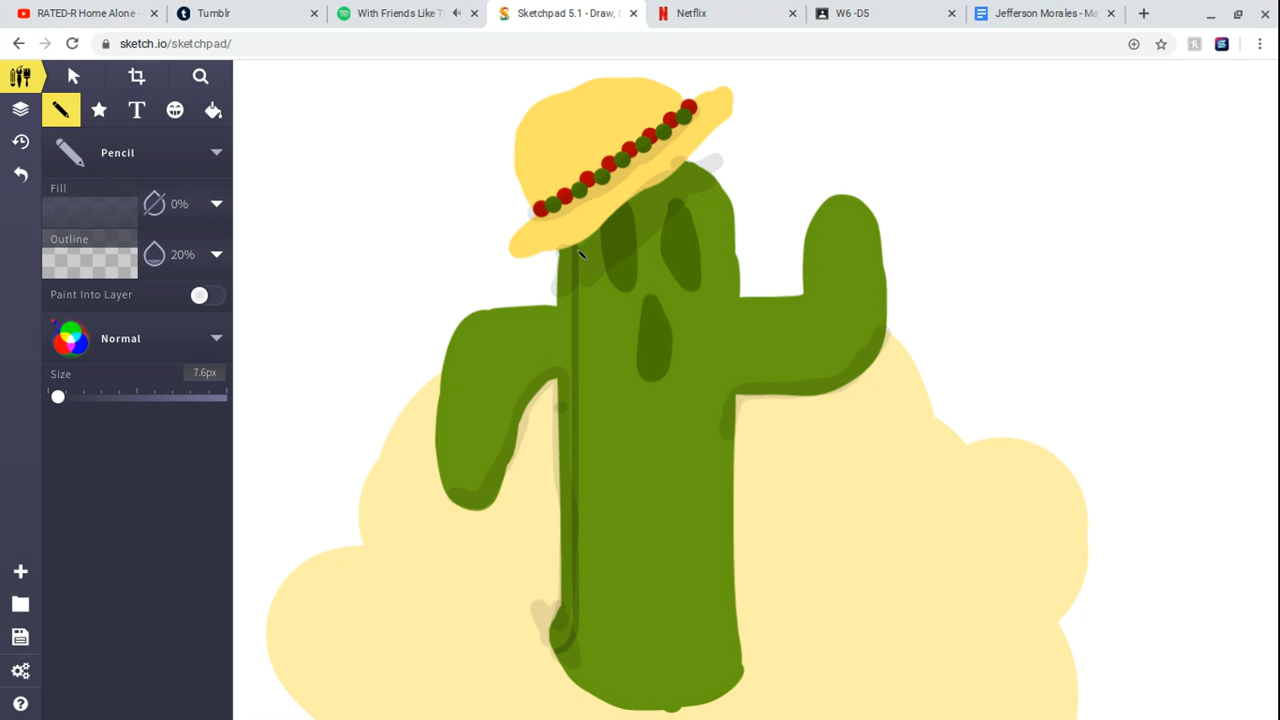 RATED-R Home Alone -
Tumblr
With Friends Like T
Sketchpad 5.1 - Draw, C
Netflix
W6 -D5
Jefferson Morales - Ma
sketch.io/sketchpad/
T
Pencil
Fill
0%
Outline
20%
Paint Into Layer
Normal
Size
7.6px